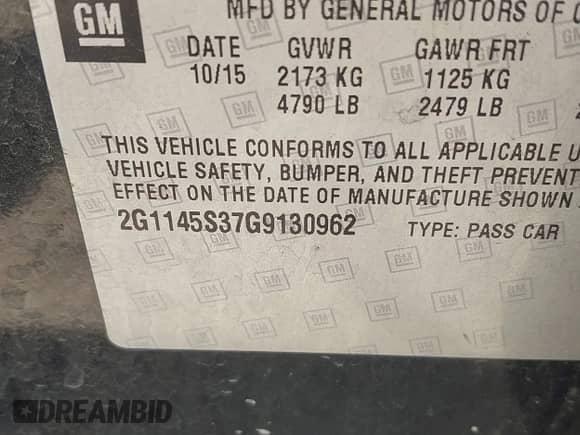 GM
MFD BY GENERAL MOTORS OF
DATE GVWR GAWR FRT
10/15 2173 KG 1125 KG
4790 LB 2479 LB
THIS VEHICLE CONFORMS TO ALL APPLICABLE U
VEHICLE SAFETY, BUMPER, AND THEFT PREVENT
EFFECT ON THE DATE OF MANUFACTURE SHOWN
2G1145S37G9130962 TYPE: PASS CAR
DREAMBID